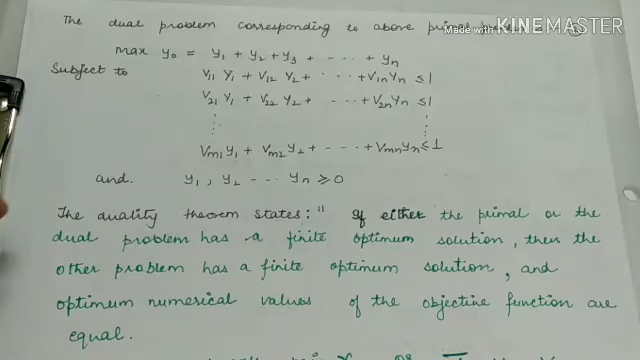 The dual problem corresponding to above primal
Made with KINEMASTER
max y₀ = y₁ + y₂ + y₃ + - - - - + yn
Subject to V₁₁ y₁ + V₁₂ y₂ + - - - - + V₁n yn ≤ 1
V₂₁ y₁ + V₂₂ y₂ + - - - - + V₂n yn ≤ 1
Vm₁ y₁ + Vm₂ y₂ + - - - - + Vmn yn ≤ 1
and. y₁, y₂ - - - yn ≥ 0
The duality theorem states: " If either the primal or the
dual problem has a finite optimum solution, then the
other problem has a finite optimum solution, and
optimum numerical values of the objective function are
equal.